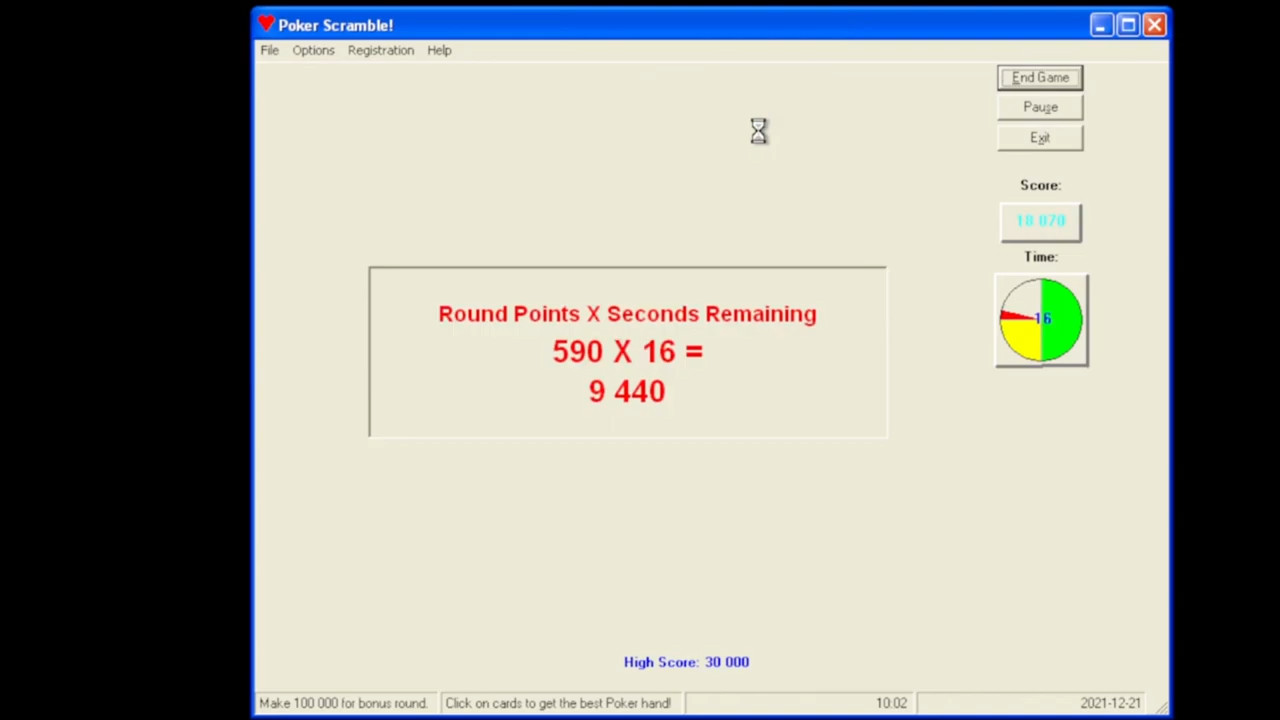 Poker Scramble!
File Options Registration Help
End Game
Pause
Exit
Score:
18 070
Time:
16
Round Points X Seconds Remaining
590 X 16 =
9 440
High Score: 30 000
Make 100 000 for bonus round.
Click on cards to get the best Poker hand!
10:02
2021-12-21